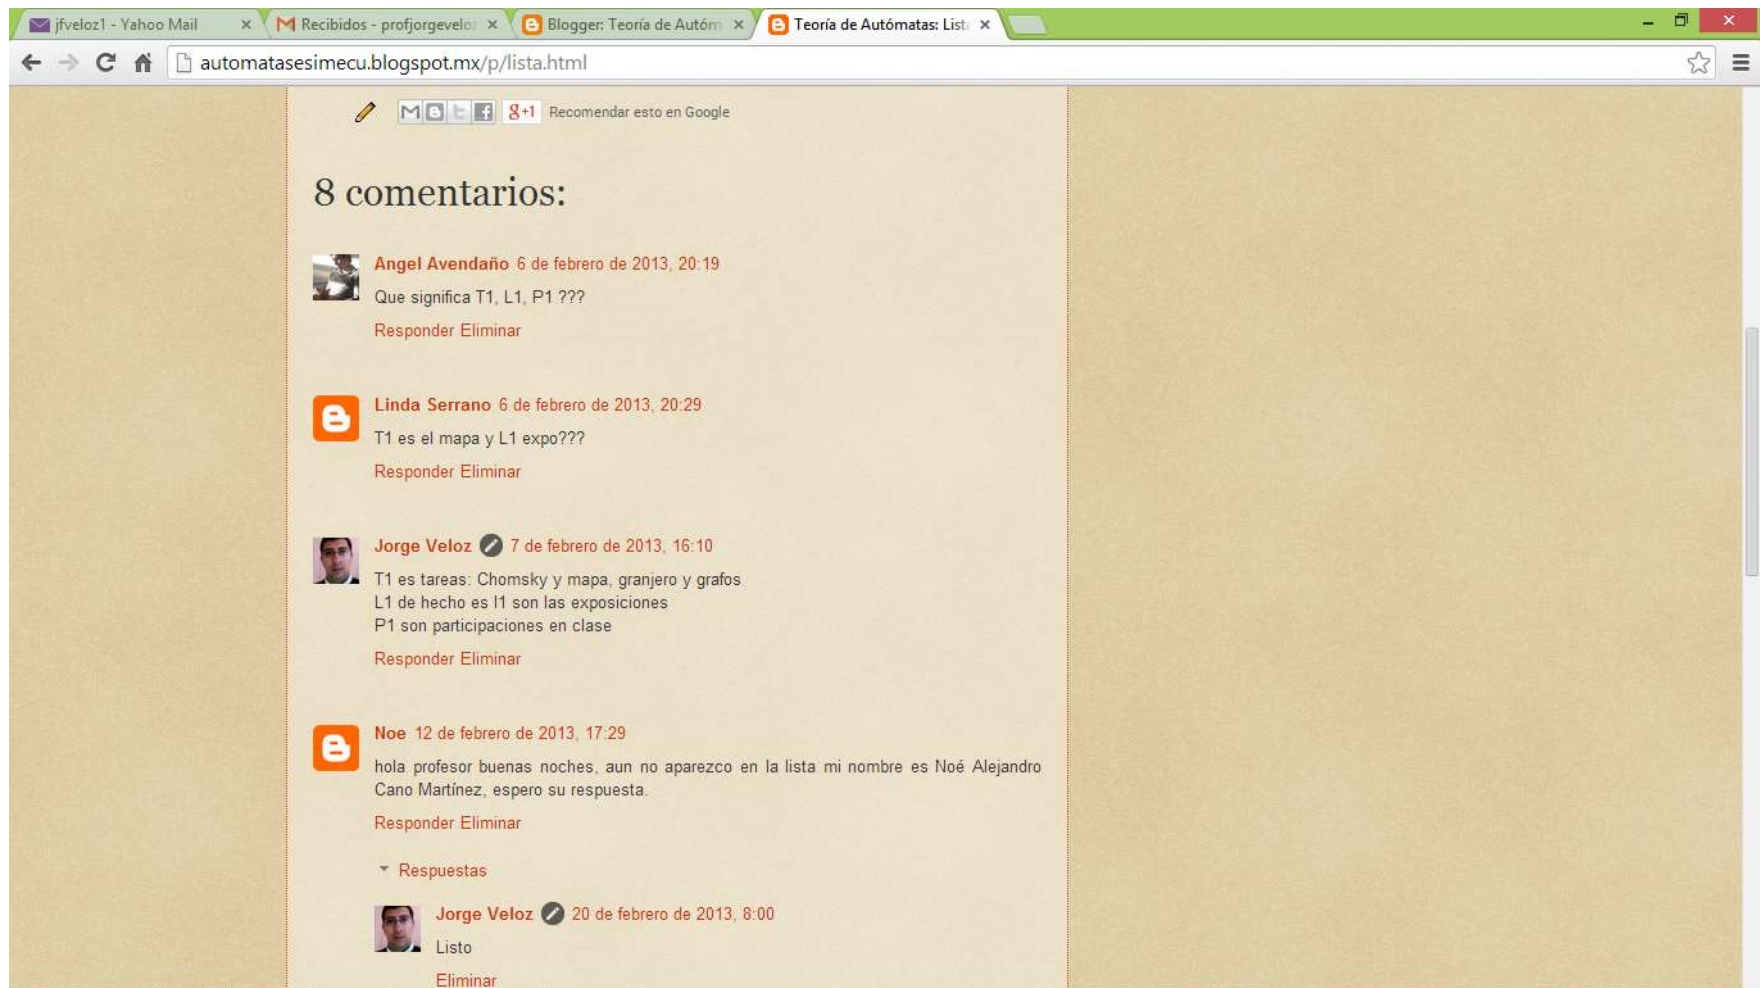 jfveloz1 - Yahoo Mail
Recibidos - profjorgeveloz
Blogger: Teoría de Autóm
Teoría de Autómatas: Lista
automatasesimecu.blogspot.mx/p/lista.html
g+1 Recomendar esto en Google
8 comentarios:
Angel Avendaño 6 de febrero de 2013, 20:19
Que significa T1, L1, P1 ???
Responder Eliminar
Linda Serrano 6 de febrero de 2013, 20:29
T1 es el mapa y L1 expo???
Responder Eliminar
Jorge Veloz 7 de febrero de 2013, 16:10
T1 es tareas: Chomsky y mapa, granjero y grafos
L1 de hecho es I1 son las exposiciones
P1 son participaciones en clase
Responder Eliminar
Noe 12 de febrero de 2013, 17:29
hola profesor buenas noches, aun no aparezco en la lista mi nombre es Noé Alejandro
Cano Martínez, espero su respuesta.
Responder Eliminar
Respuestas
Jorge Veloz 20 de febrero de 2013, 8:00
Listo
Eliminar